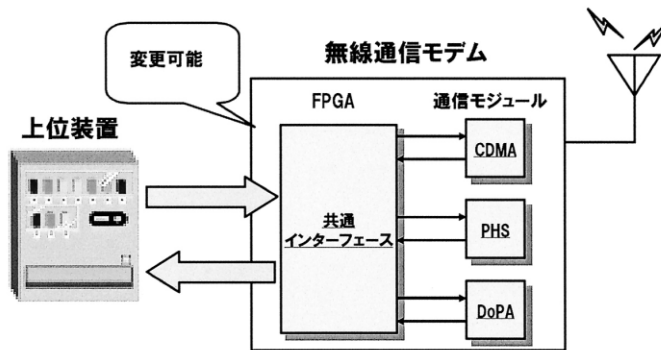 変更可能
無線通信モデム
FPGA
通信モジュール
上位装置
CDMA
共通
インターフェース
PHS
DoPA